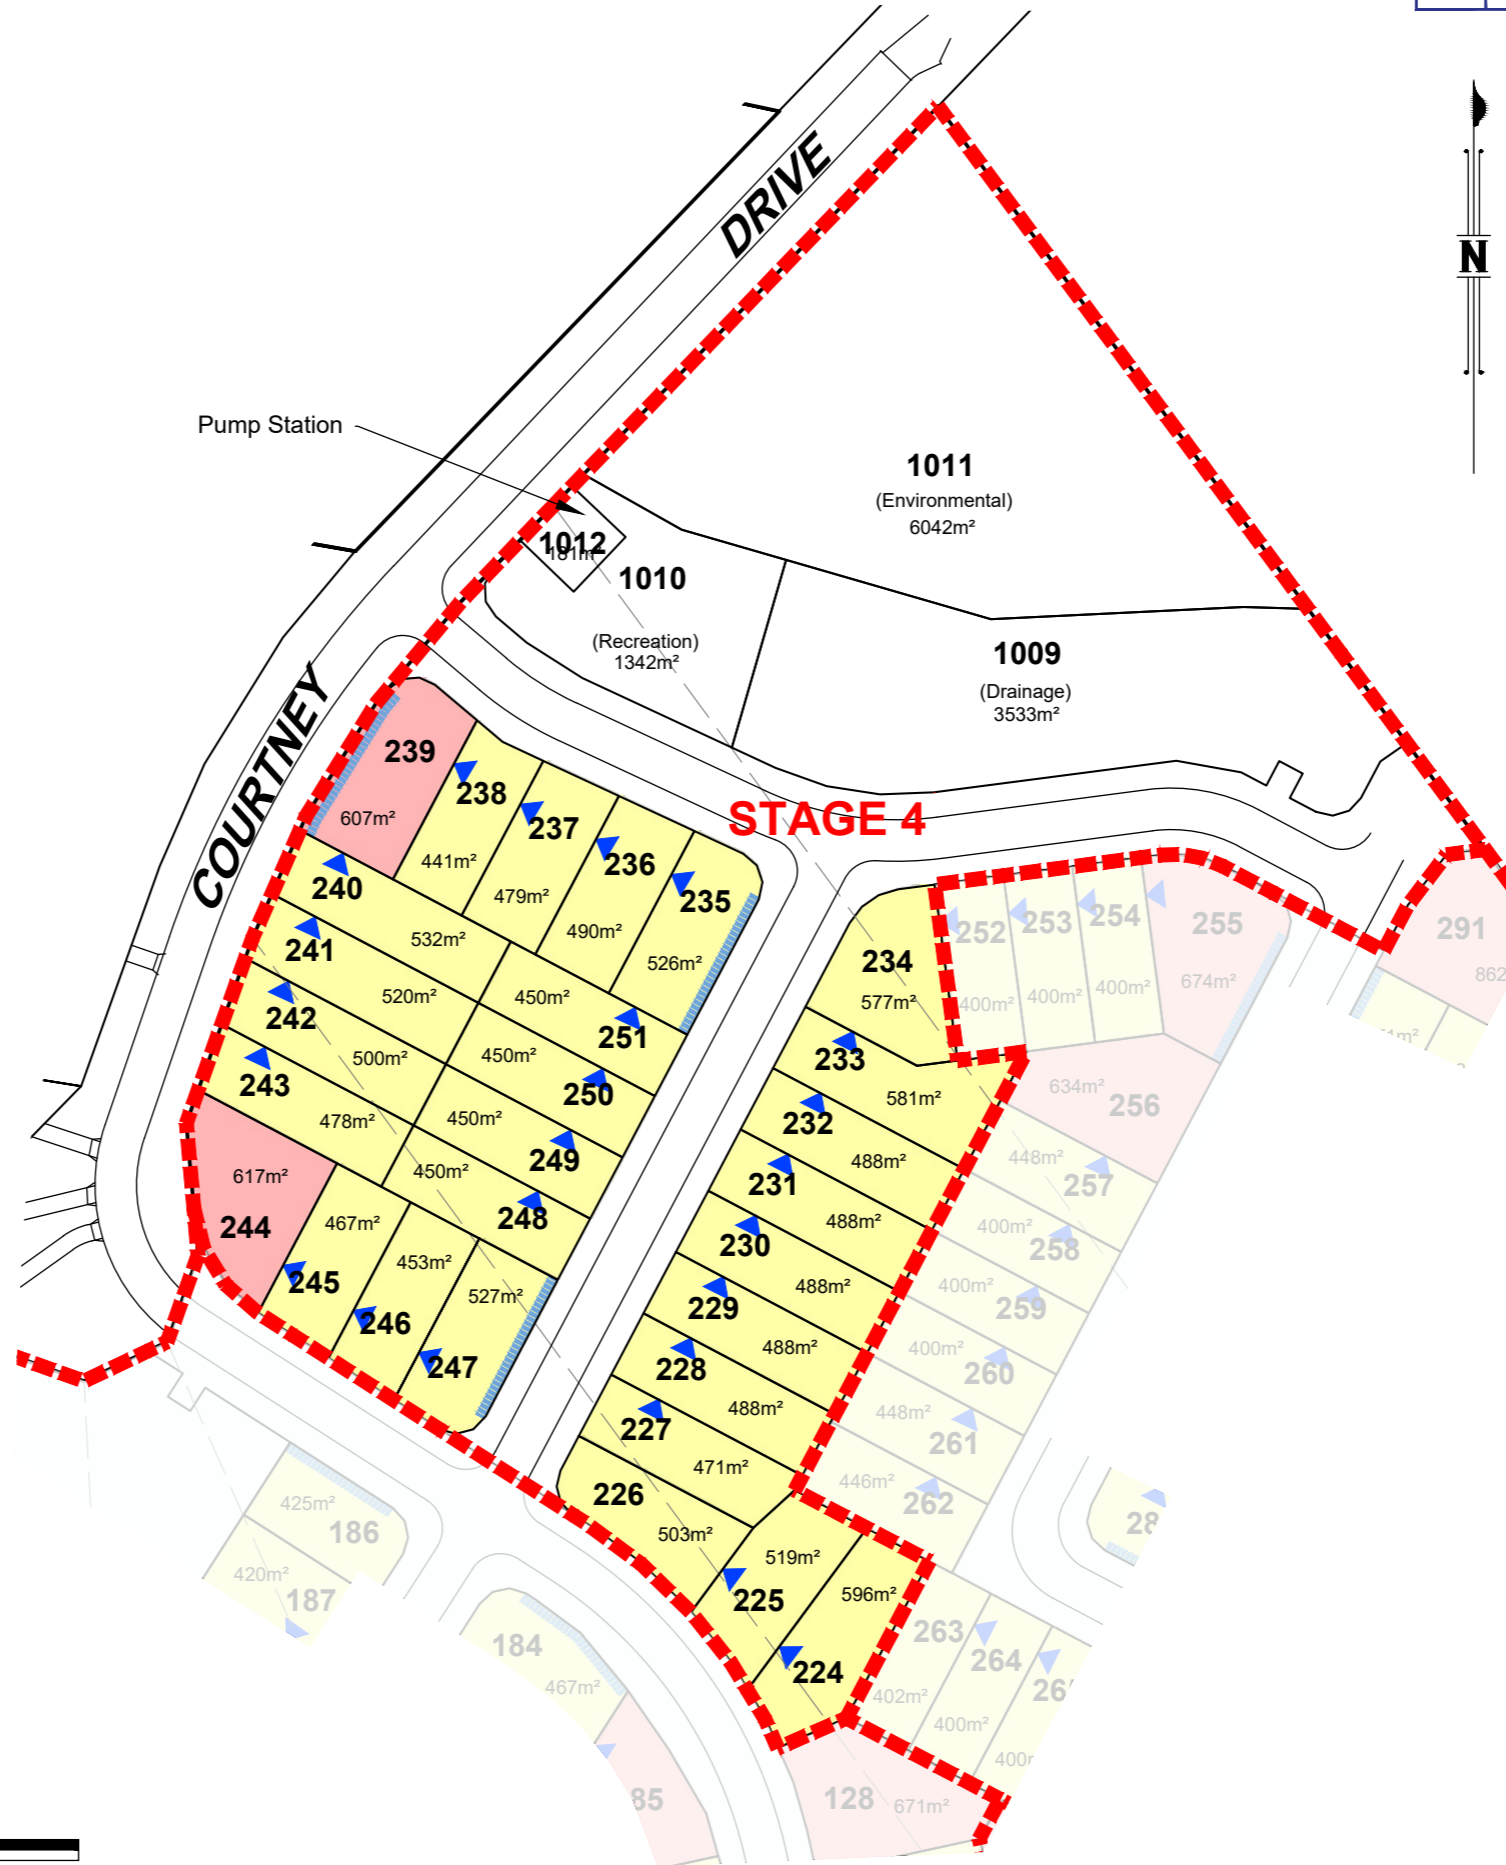 DRIVE
N
Pump Station
1011
(Environmental)
6042m²
1012
1010
(Recreation)
1342m²
1009
(Drainage)
3533m²
COURTNEY
STAGE 4
239
607m²
238
441m²
237
479m²
236
490m²
235
526m²
240
532m²
241
520m²
242
500m²
243
478m²
244
617m²
245
467m²
246
453m²
247
527m²
248
450m²
249
450m²
250
450m²
251
450m²
234
577m²
233
581m²
232
488m²
231
488m²
230
488m²
229
488m²
228
488m²
227
471m²
226
503m²
225
519m²
224
596m²
252
400m²
253
400m²
254
400m²
255
674m²
256
634m²
257
448m²
258
400m²
259
400m²
260
400m²
261
448m²
262
446m²
263
402m²
264
400m²
291
186
425m²
187
420m²
184
467m²
128
671m²